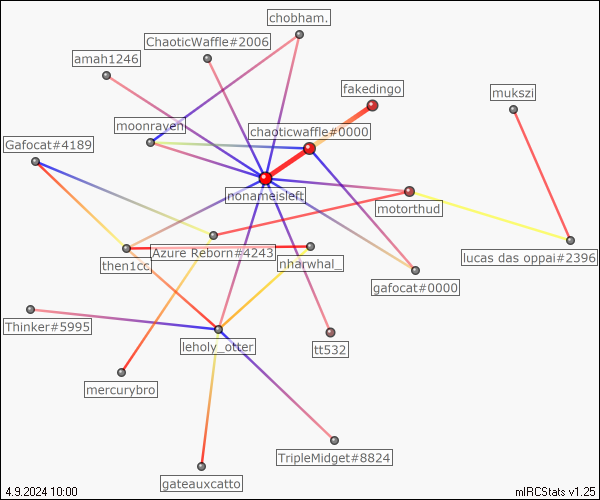 chobham.
ChaoticWaffle#2006
amah1246
fakedingo
mukszi
moonraven
chaoticwaffle#0000
Gafocat#4189
nonameisleft
motorthud
Azure Reborn#4243
lucas das oppai#2396
then1cc
nharwhal_
gafocat#0000
Thinker#5995
leholy_otter
tt532
mercurybro
TripleMidget#8824
gateauxcatto
4.9.2024 10:00
mIRCStats v1.25